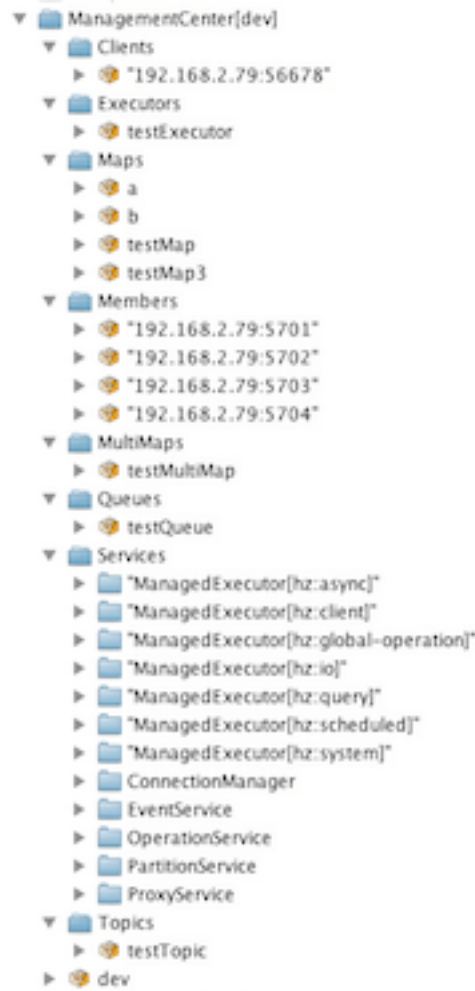 ManagementCenter[dev]
Clients
"192.168.2.79:56678"
Executors
testExecutor
Maps
a
b
testMap
testMap3
Members
"192.168.2.79:5701"
"192.168.2.79:5702"
"192.168.2.79:5703"
"192.168.2.79:5704"
MultiMaps
testMultiMap
Queues
testQueue
Services
"ManagedExecutor[hz:async]"
"ManagedExecutor[hz:client]"
"ManagedExecutor[hz:global-operation]"
"ManagedExecutor[hz:io]"
"ManagedExecutor[hz:query]"
"ManagedExecutor[hz:scheduled]"
"ManagedExecutor[hz:system]"
ConnectionManager
EventService
OperationService
PartitionService
ProxyService
Topics
testTopic
dev